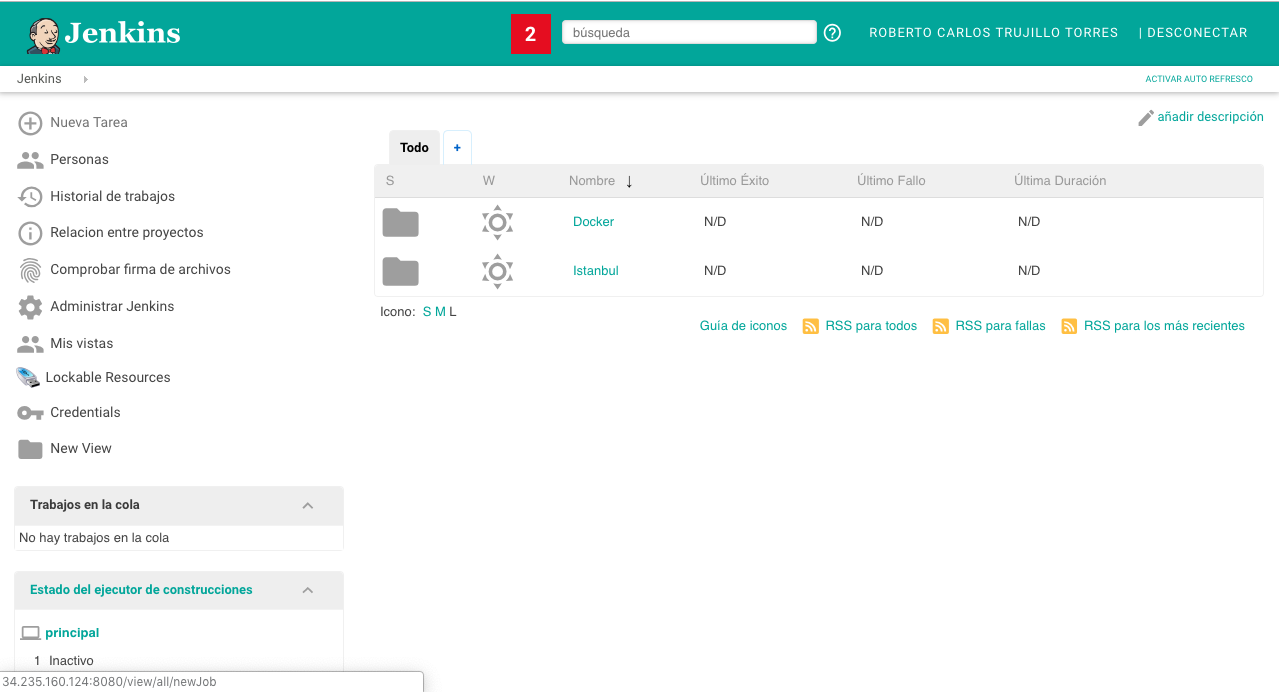 Jenkins
2
búsqueda
ROBERTO CARLOS TRUJILLO TORRES
| DESCONECTAR
Jenkins
ACTIVAR AUTO REFRESCO
Nueva Tarea
Personas
Historial de trabajos
Relacion entre proyectos
Comprobar firma de archivos
Administrar Jenkins
Mis vistas
Lockable Resources
Credentials
New View
Trabajos en la cola
No hay trabajos en la cola
Estado del ejecutor de construcciones
principal
1 Inactivo
34.235.160.124:8080/view/all/newJob
añadir descripción
Todo +
S W Nombre ↓ Último Éxito Último Fallo Última Duración
Docker N/D N/D N/D
Istanbul N/D N/D N/D
Icono: S M L
Guía de iconos RSS para todos RSS para fallas RSS para los más recientes